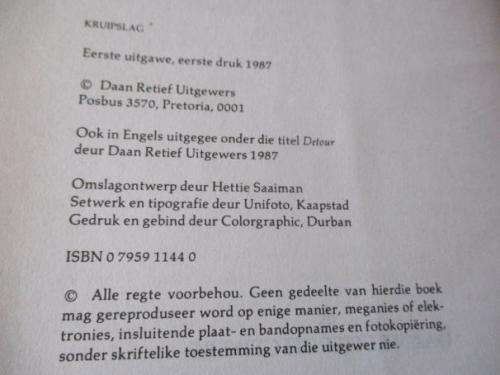 KRUIPSLAG
Eerste uitgawe, eerste druk 1987
© Daan Retief Uitgewers
Posbus 3570, Pretoria, 0001
Ook in Engels uitgegee onder die titel Detour
deur Daan Retief Uitgewers 1987
Omslagontwerp deur Hettie Saaiman
Setwerk en tipografie deur Unifoto, Kaapstad
Gedruk en gebind deur Colorgraphic, Durban
ISBN 0 7959 1144 0
© Alle regte voorbehou. Geen gedeelte van hierdie boek
mag gereproduseer word op enige manier, meganies of elek-
tronies, insluitende plaat- en bandopnames en fotokopiëring,
sonder skriftelike toestemming van die uitgewer nie.